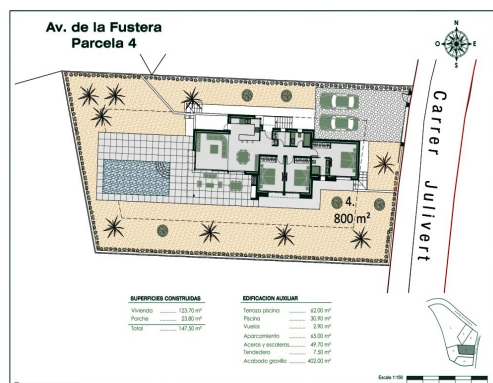 Av. de la Fustera
Parcela 4
N
O
E
S
Carrer Julivert
4.
800 m²
SUPERFICIES CONSTRUIDAS
Vivienda ............ 123.70 m²
Porche ............ 23.80 m²
Total ............ 147.50 m²
EDIFICACION AUXILIAR
Terraza piscina ............ 62.00 m²
Piscina ............ 30.90 m²
Vuelos ............ 2.90 m²
Aparcamiento ............ 65.00 m²
Aceras y escaleras ............ 49.70 m²
Tendedero ............ 7.50 m²
Acabado gravilla ............ 402.00 m²
Escala 1:150